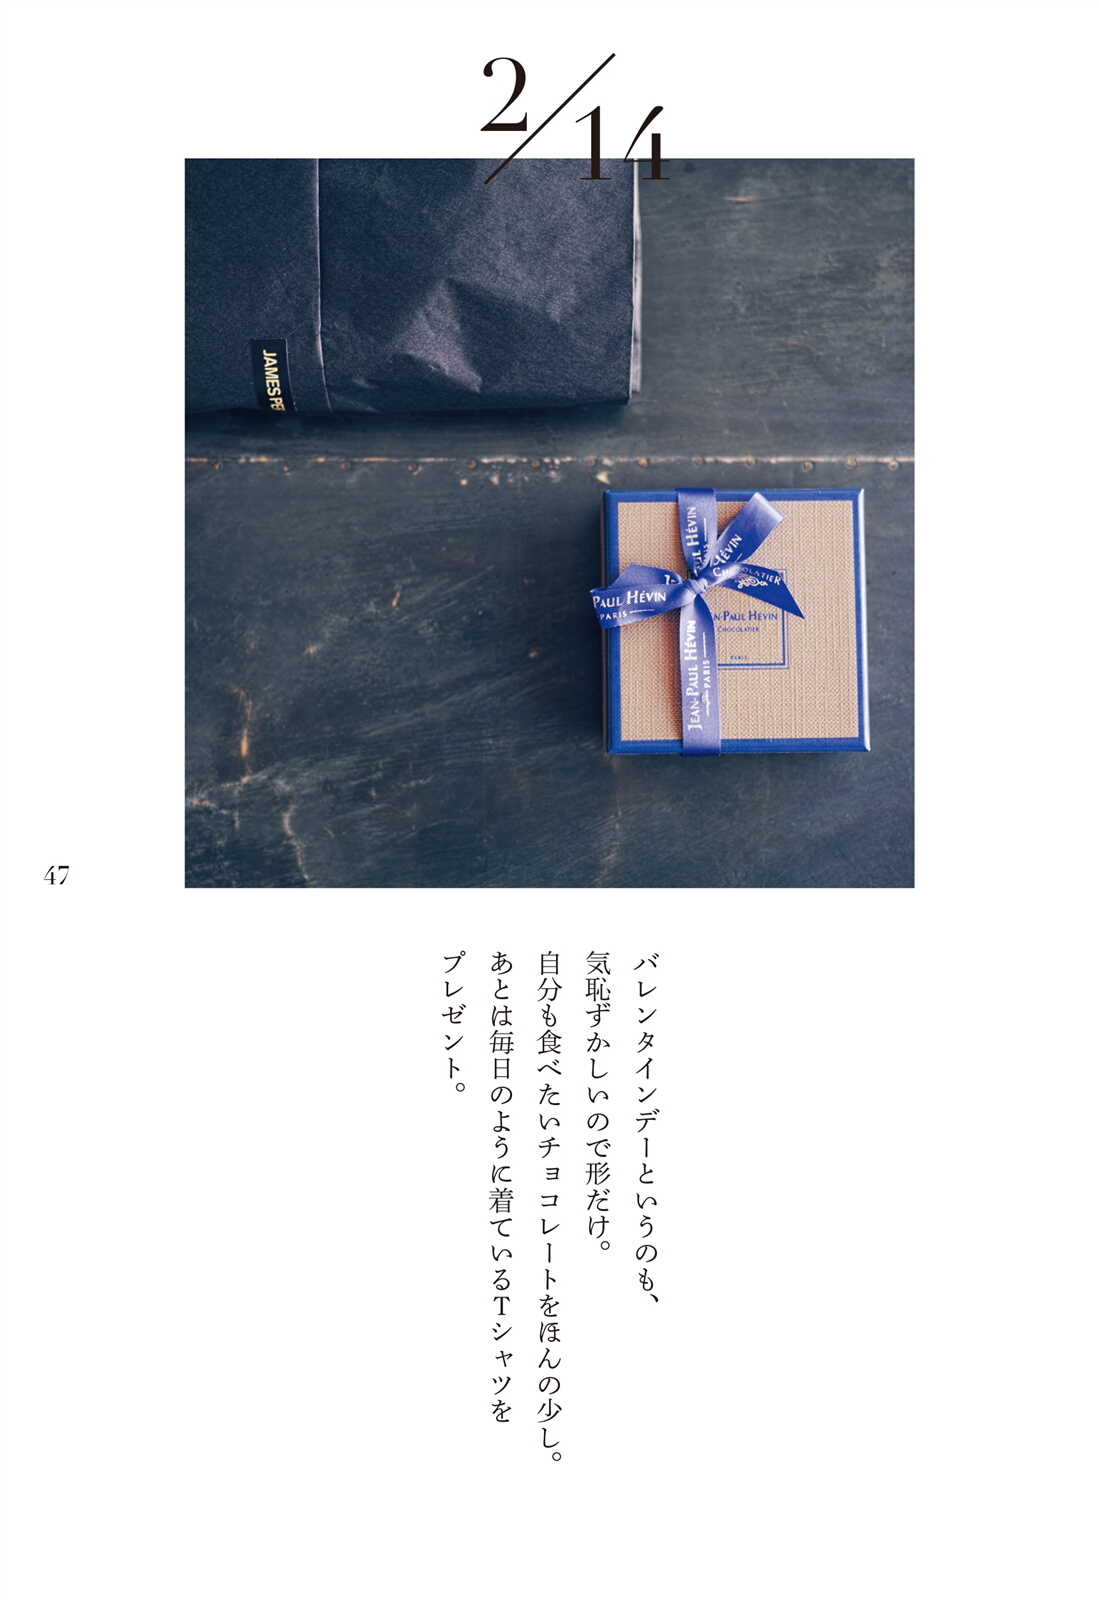 2/14
JAMES PE
PAUL HÉVIN
PARIS
JEAN-PAUL HÉVIN
PARIS
HÉVIN
CHOCOLATIER
N-PAUL HÉVIN
CHOCOLATIER
PARIS
47
バレンタインデーというのも、
気恥ずかしいので形だけ。
自分も食べたいチョコレートをほんの少し。
あとは毎日のように着ているTシャツを
プレゼント。